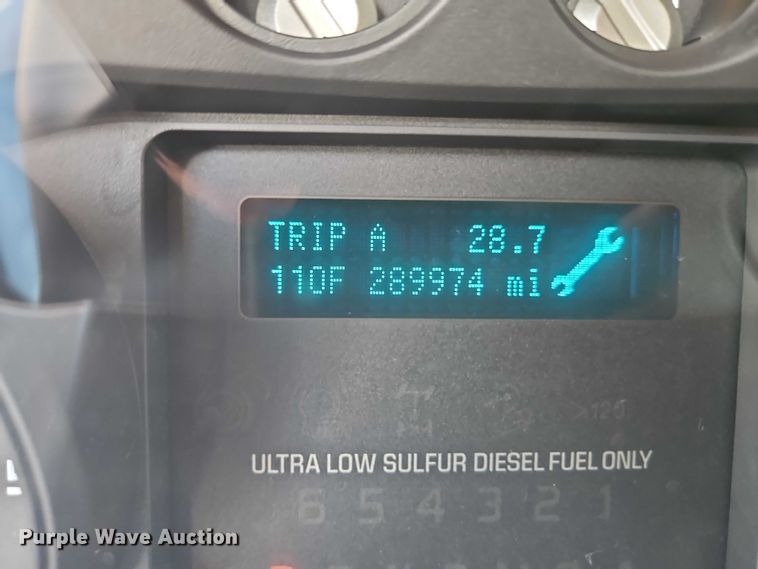 TRIP A 28.7
110F 289974 mi
>120
ULTRA LOW SULFUR DIESEL FUEL ONLY
6 5 4 3 2 1
Purple Wave Auction